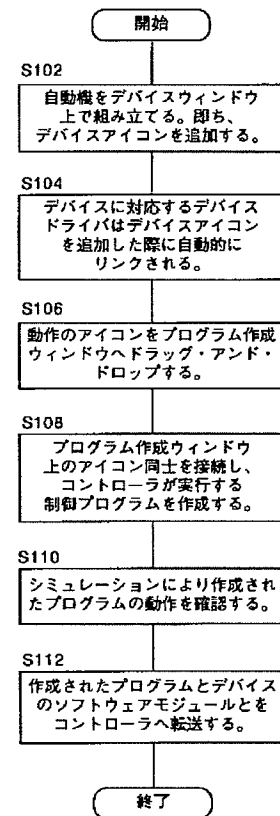 開始
S102
自動機をデバイスウィンドウ
上で組み立てる。即ち、
デバイスアイコンを追加する。
S104
デバイスに対応するデバイス
ドライバはデバイスアイコン
を追加した際に自動的に
リンクされる。
S106
動作のアイコンをプログラム作成
ウィンドウへドラッグ・アンド・
ドロップする。
S108
プログラム作成ウィンドウ
上のアイコン同士を接続し、
コントローラが実行する
制御プログラムを作成する。
S110
シミュレーションにより作成され
たプログラムの動作を確認する。
S112
作成されたプログラムとデバイス
のソフトウェアモジュールとを
コントローラへ転送する。
終了